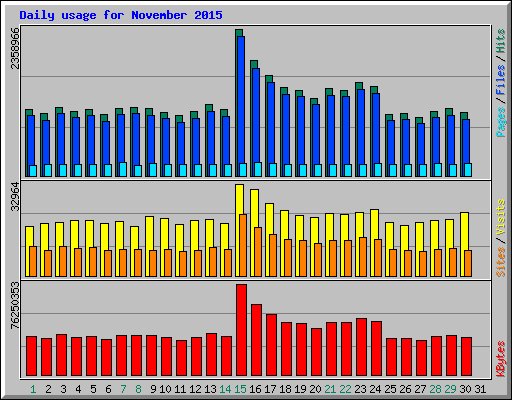 Daily usage for November 2015
2358966
Pages / Files / Hits
32964
Sites / Visits
76250353
KBytes
1 2 3 4 5 6 7 8 9 10 11 12 13 14 15 16 17 18 19 20 21 22 23 24 25 26 27 28 29 30 31